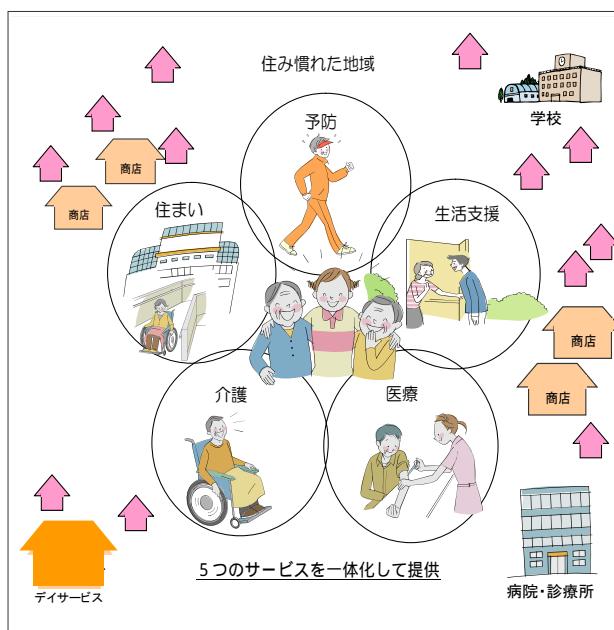 住み慣れた地域
学校
予防
商店
商店
住まい
生活支援
商店
商店
介護
医療
５つのサービスを一体化して提供
デイサービス
病院・診療所